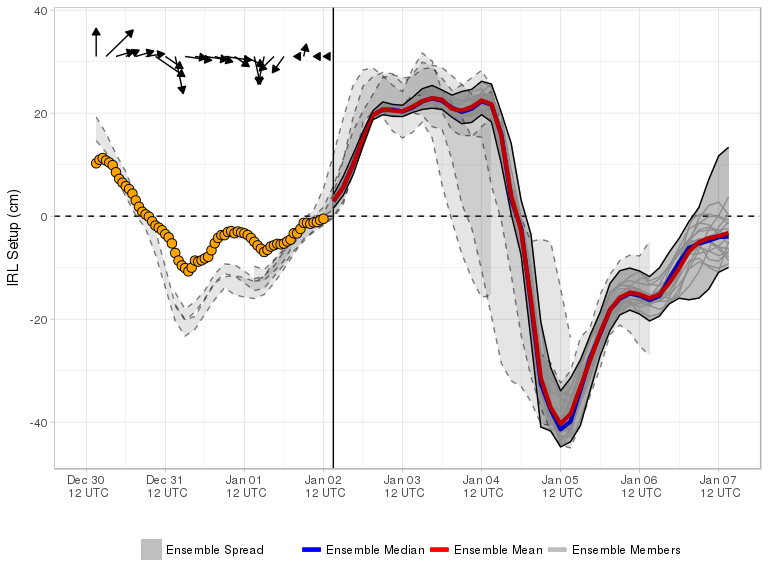 40
20
0
-20
-40
IRL Setup (cm)
Dec 30 Dec 31 Jan 01 Jan 02 Jan 03 Jan 04 Jan 05 Jan 06 Jan 07
12 UTC 12 UTC 12 UTC 12 UTC 12 UTC 12 UTC 12 UTC 12 UTC 12 UTC
Ensemble Spread Ensemble Median Ensemble Mean Ensemble Members